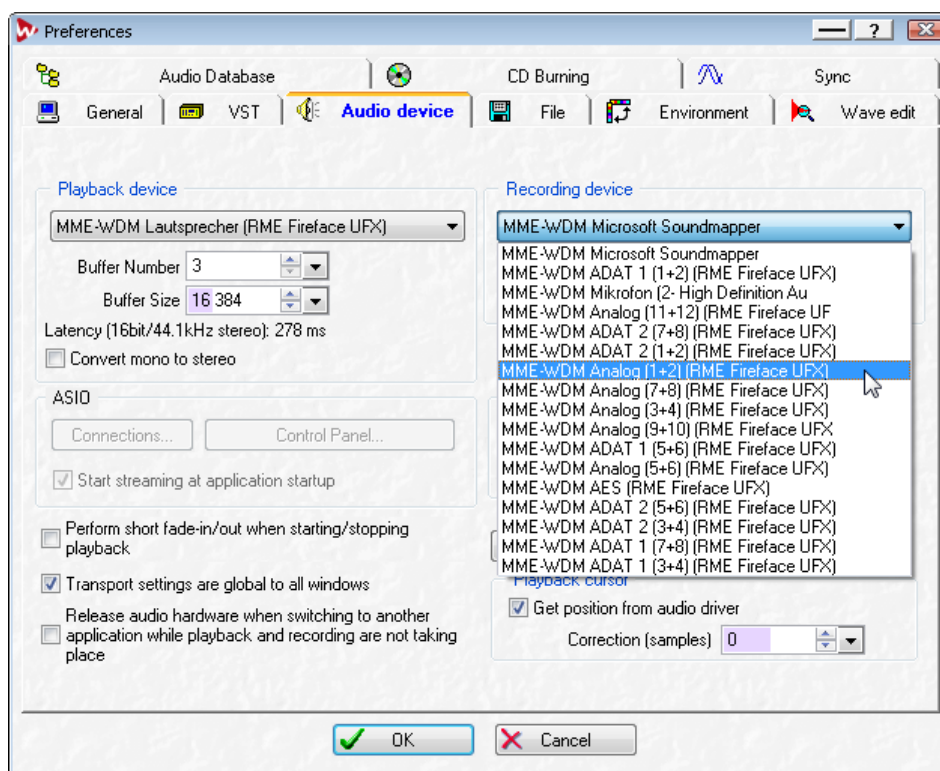 Preferences
?
Audio Database
CD Burning
Sync
General
VST
Audio device
File
Environment
Wave edit
Playback device
MME-WDM Lautsprecher (RME Fireface UFX)
Buffer Number 3
Buffer Size 16 384
Latency (16bit/44.1kHz stereo): 278 ms
Convert mono to stereo
ASIO
Connections...
Control Panel...
Start streaming at application startup
Perform short fade-in/out when starting/stopping
playback
Transport settings are global to all windows
Release audio hardware when switching to another
application while playback and recording are not taking
place
Recording device
MME-WDM Microsoft Soundmapper
MME-WDM Microsoft Soundmapper
MME-WDM ADAT 1 (1+2) (RME Fireface UFX)
MME-WDM Mikrofon (2- High Definition Au
MME-WDM Analog (11+12) (RME Fireface UF
MME-WDM ADAT 2 (7+8) (RME Fireface UFX)
MME-WDM ADAT 2 (1+2) (RME Fireface UFX)
MME-WDM Analog (1+2) (RME Fireface UFX)
MME-WDM Analog (7+8) (RME Fireface UFX)
MME-WDM Analog (3+4) (RME Fireface UFX)
MME-WDM Analog (9+10) (RME Fireface UFX
MME-WDM ADAT 1 (5+6) (RME Fireface UFX)
MME-WDM Analog (5+6) (RME Fireface UFX)
MME-WDM AES (RME Fireface UFX)
MME-WDM ADAT 2 (5+6) (RME Fireface UFX)
MME-WDM ADAT 2 (3+4) (RME Fireface UFX)
MME-WDM ADAT 1 (7+8) (RME Fireface UFX)
MME-WDM ADAT 1 (3+4) (RME Fireface UFX)
Playback cursor
Get position from audio driver
Correction (samples) 0
OK
Cancel